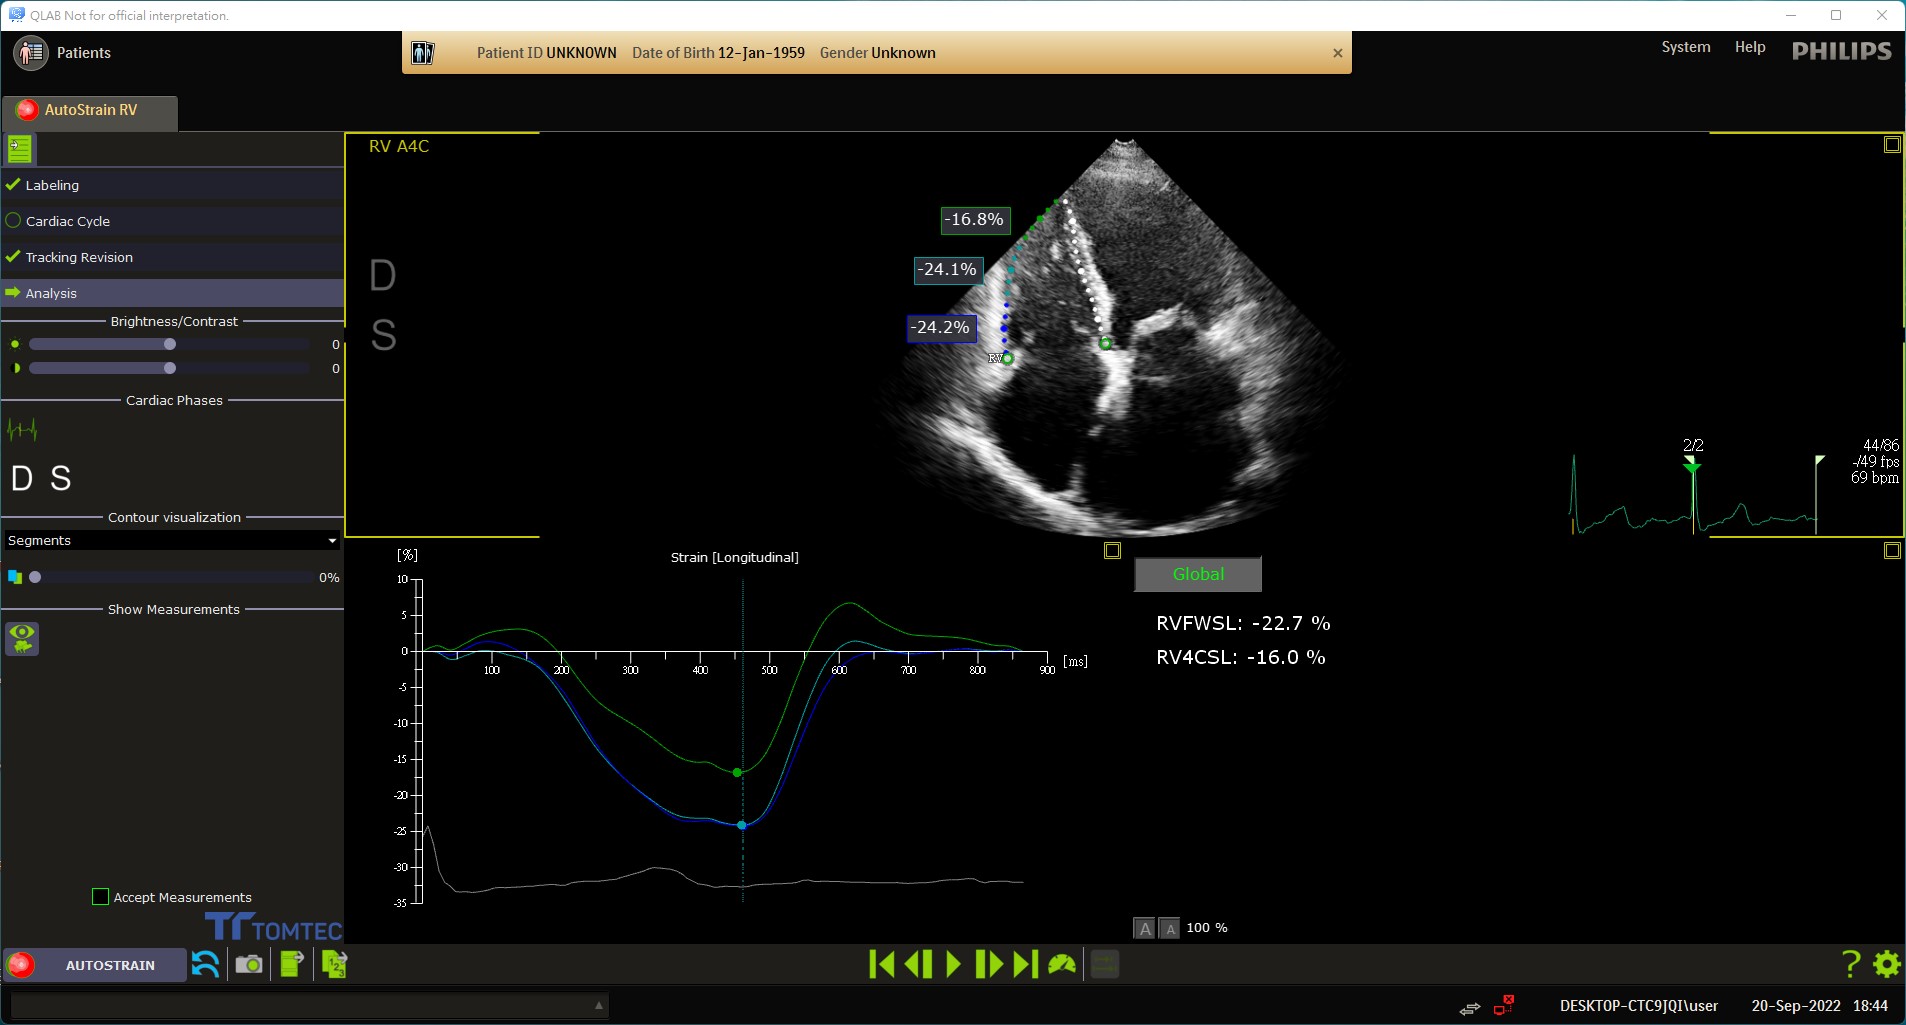 QLAB Not for official interpretation.
Patients
Patient ID UNKNOWN Date of Birth 12-Jan-1959 Gender Unknown
System Help PHILIPS
AutoStrain RV
RV A4C
Labeling
Cardiac Cycle
Tracking Revision
Analysis
Brightness/Contrast
0
0
Cardiac Phases
D S
Contour visualization
Segments
0%
Show Measurements
Accept Measurements
TOMTEC
D
S
-16.8%
-24.1%
-24.2%
RV
2/2
44/86
-/49 fps
69 bpm
[%]
Strain [Longitudinal]
10
5
0
-5
-10
-15
-20
-25
-30
-35
100 200 300 400 500 600 700 800 900 [ms]
Global
RVFWSL: -22.7 %
RV4CSL: -16.0 %
A A 100 %
AUTOSTRAIN
123
?
DESKTOP-CTC9JQI\user 20-Sep-2022 18:44